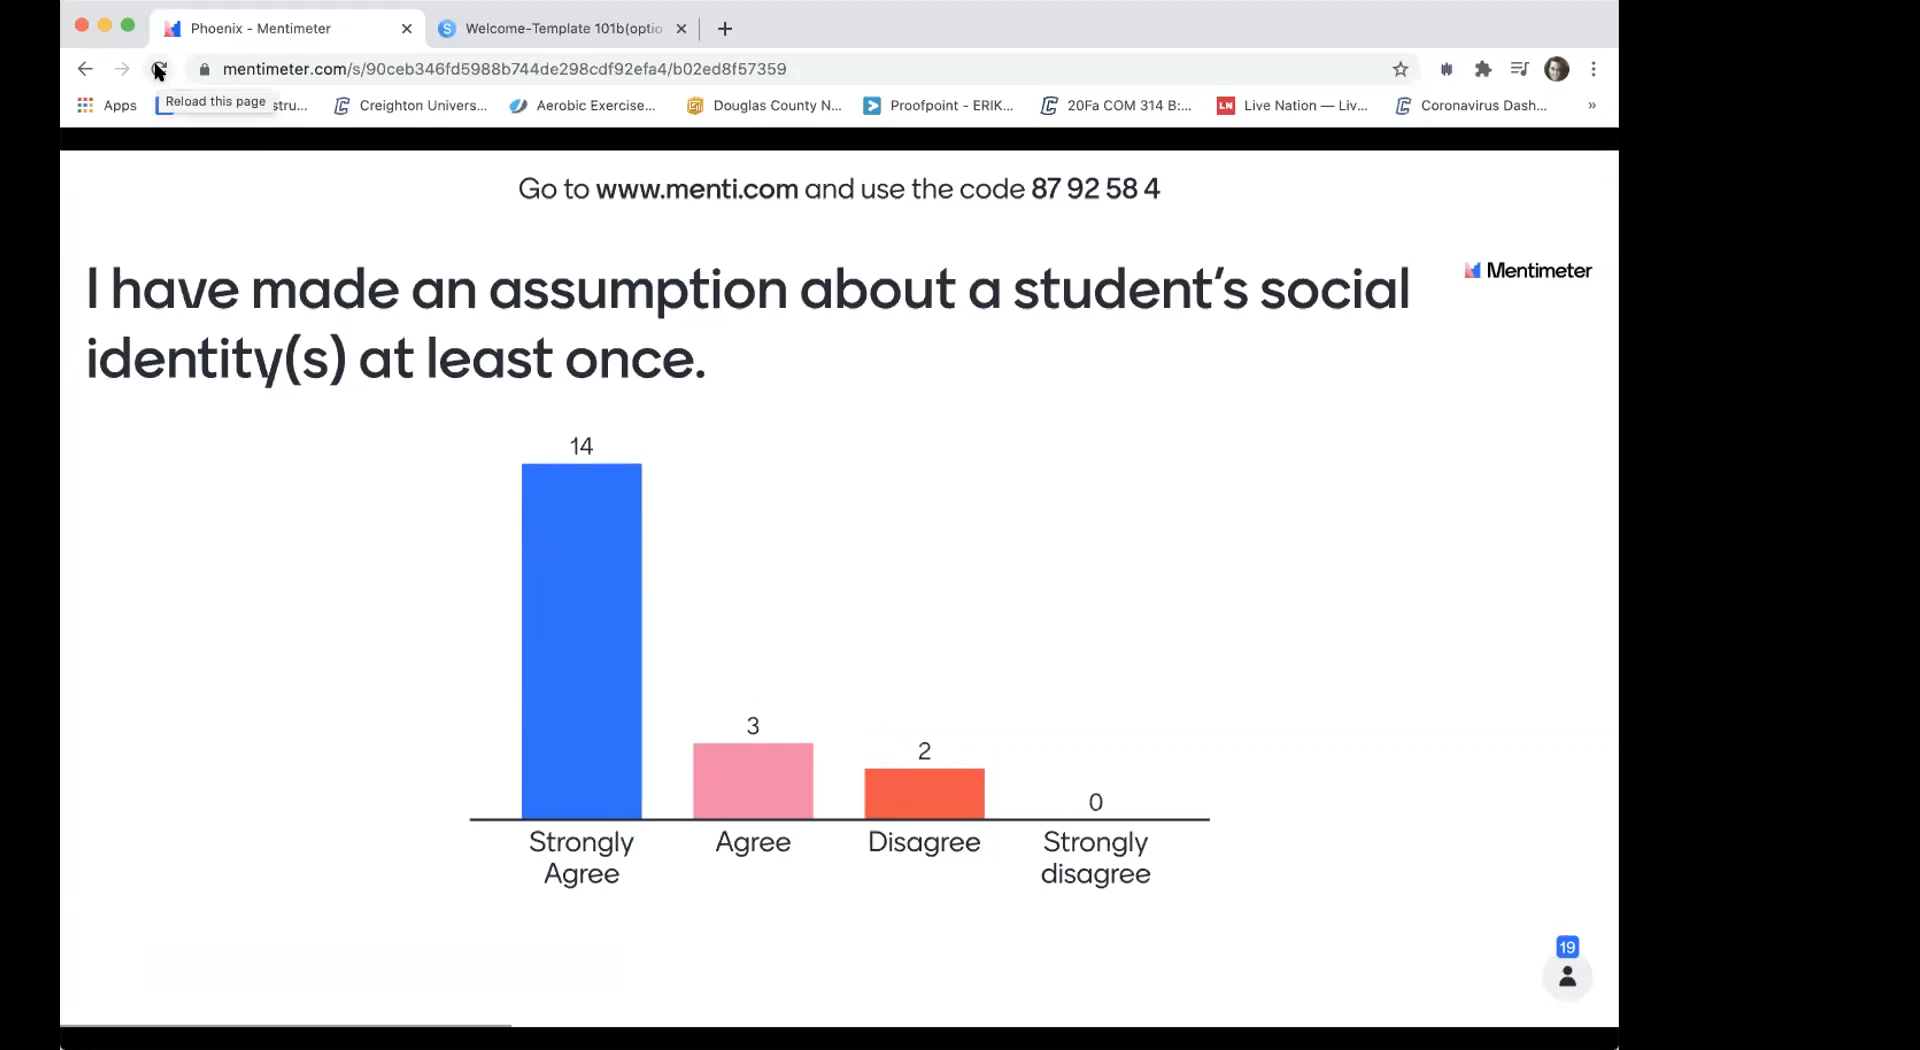 Phoenix - Mentimeter
Welcome-Template 101b(optio
mentimeter.com/s/90ceb346fd5988b744de298cdf92efa4/b02ed8f57359
Apps
Reload this page
stru...
Creighton Univers...
Aerobic Exercise...
Douglas County N...
Proofpoint - ERIK...
20Fa COM 314 B:...
LN
Live Nation — Liv...
Coronavirus Dash...
»
Go to www.menti.com and use the code 87 92 58 4
I have made an assumption about a student's social
identity(s) at least once.
Mentimeter
14
3
2
0
Strongly
Agree
Agree
Disagree
Strongly
disagree
19